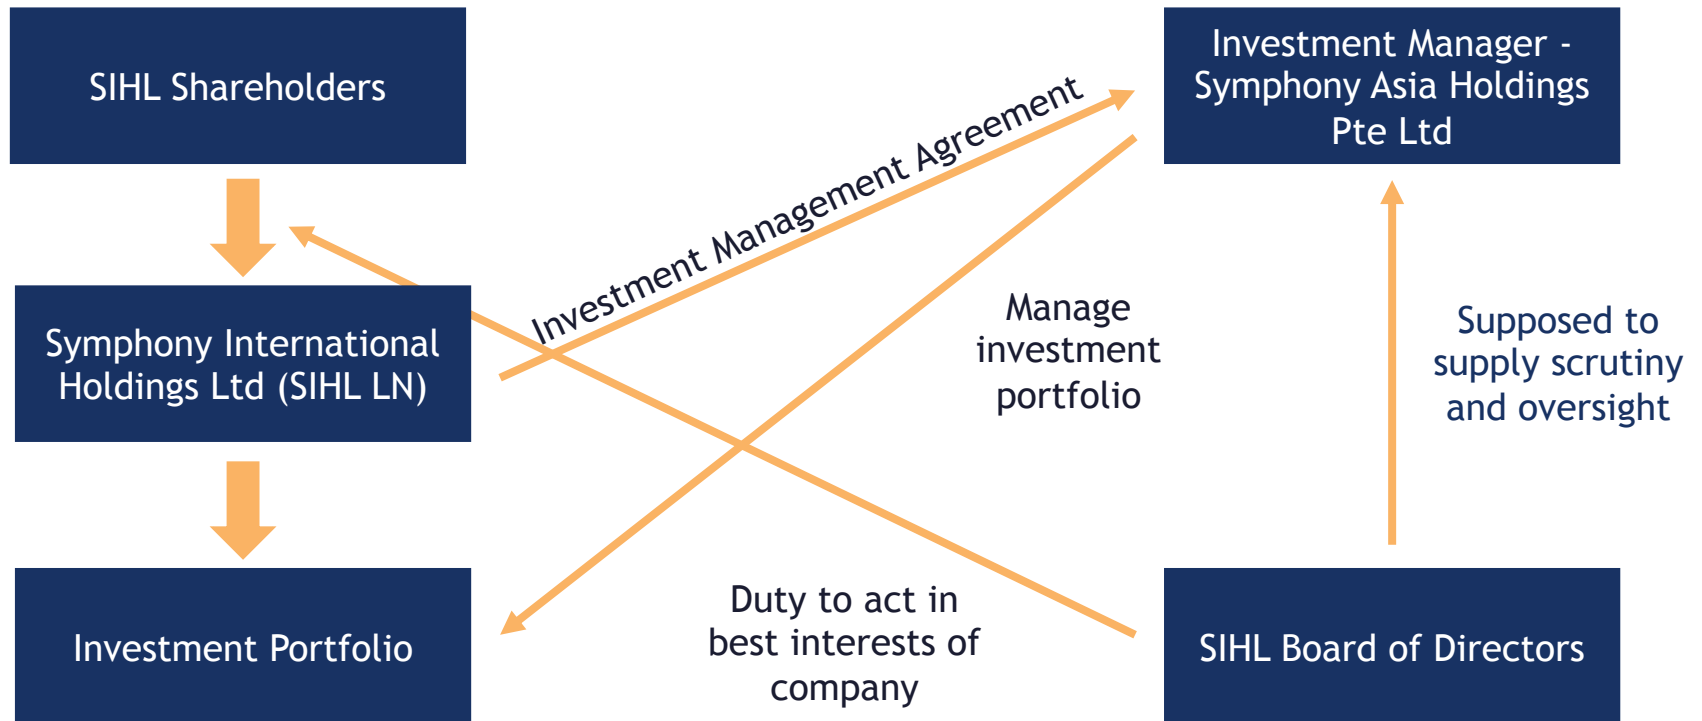 SIHL Shareholders
Investment Manager -
Symphony Asia Holdings
Pte Ltd
Investment Management Agreement
Symphony International
Holdings Ltd (SIHL LN)
Manage
investment
portfolio
Supposed to
supply scrutiny
and oversight
Investment Portfolio
Duty to act in
best interests of
company
SIHL Board of Directors